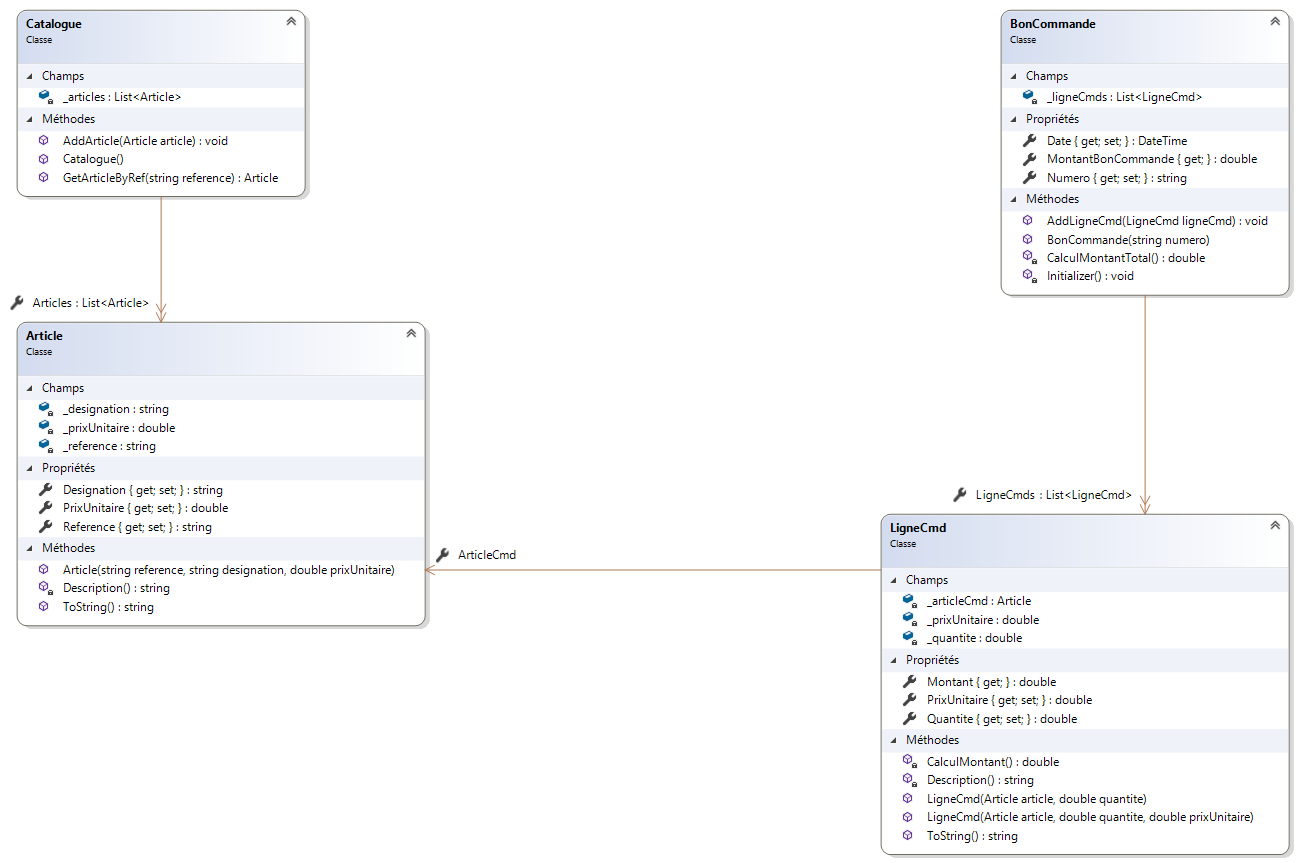 Catalogue
Classe
Champs
_articles : List<Article>
Méthodes
AddArticle(Article article) : void
Catalogue()
GetArticleByRef(string reference) : Article
Articles : List<Article>
Article
Classe
Champs
_designation : string
_prixUnitaire : double
_reference : string
Propriétés
Designation { get; set; } : string
PrixUnitaire { get; set; } : double
Reference { get; set; } : string
Méthodes
Article(string reference, string designation, double prixUnitaire)
Description() : string
ToString() : string
ArticleCmd
BonCommande
Classe
Champs
_ligneCmds : List<LigneCmd>
Propriétés
Date { get; set; } : DateTime
MontantBonCommande { get; } : double
Numero { get; set; } : string
Méthodes
AddLigneCmd(LigneCmd ligneCmd) : void
BonCommande(string numero)
CalculMontantTotal() : double
Initializer() : void
LigneCmds : List<LigneCmd>
LigneCmd
Classe
Champs
_articleCmd : Article
_prixUnitaire : double
_quantite : double
Propriétés
Montant { get; } : double
PrixUnitaire { get; set; } : double
Quantite { get; set; } : double
Méthodes
CalculMontant() : double
Description() : string
LigneCmd(Article article, double quantite)
LigneCmd(Article article, double quantite, double prixUnitaire)
ToString() : string